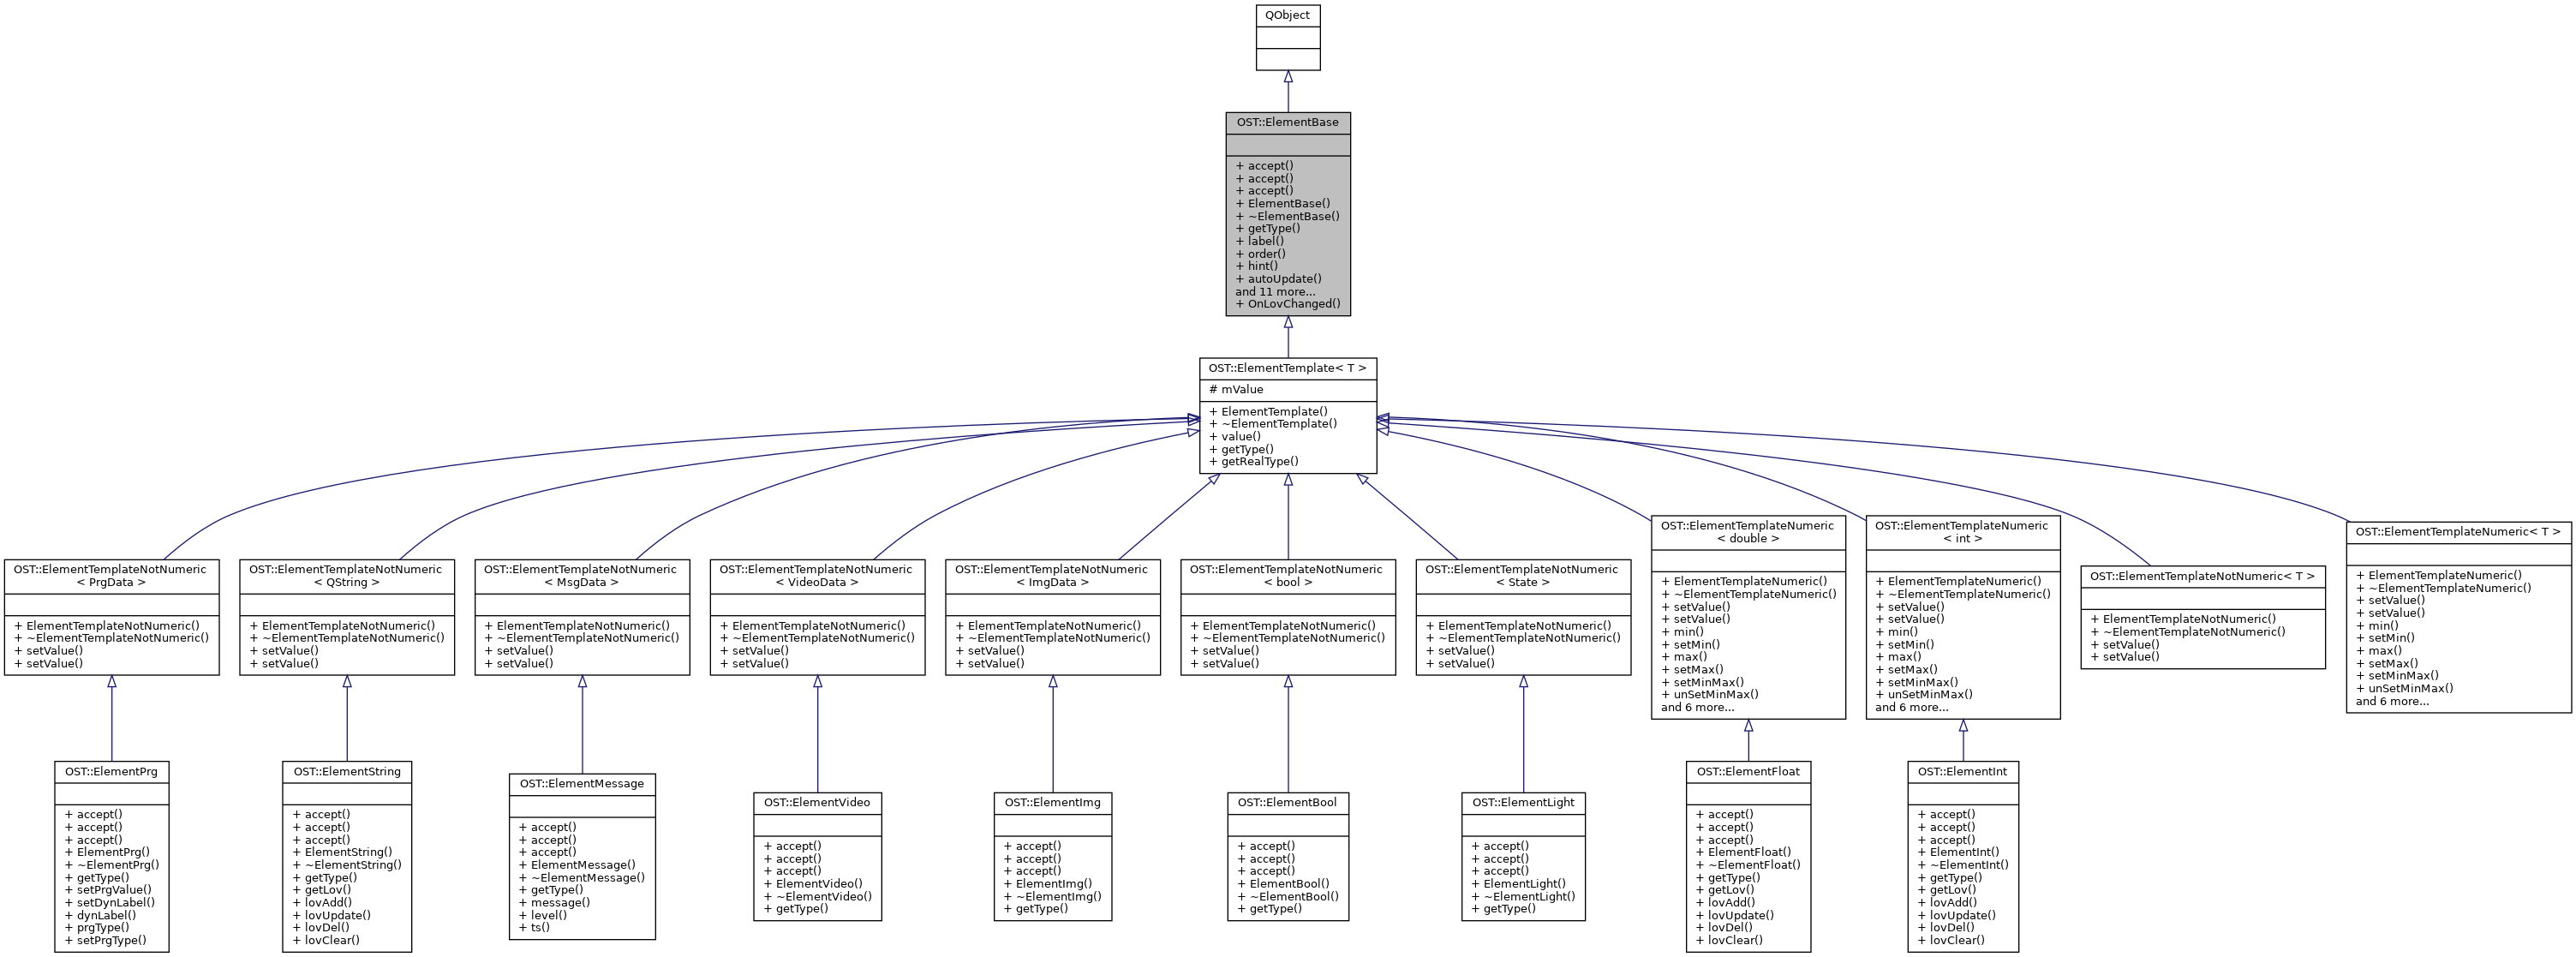 QObject
OST::ElementBase
+ accept()
+ accept()
+ accept()
+ ElementBase()
+ ~ElementBase()
+ getType()
+ label()
+ order()
+ hint()
+ autoUpdate()
and 11 more...
+ OnLovChanged()
OST::ElementTemplate< T >
# mValue
+ ElementTemplate()
+ ~ElementTemplate()
+ value()
+ getType()
+ getRealType()
OST::ElementTemplateNotNumeric
< PrgData >
+ ElementTemplateNotNumeric()
+ ~ElementTemplateNotNumeric()
+ setValue()
+ setValue()
OST::ElementTemplateNotNumeric
< QString >
+ ElementTemplateNotNumeric()
+ ~ElementTemplateNotNumeric()
+ setValue()
+ setValue()
OST::ElementTemplateNotNumeric
< MsgData >
+ ElementTemplateNotNumeric()
+ ~ElementTemplateNotNumeric()
+ setValue()
+ setValue()
OST::ElementTemplateNotNumeric
< VideoData >
+ ElementTemplateNotNumeric()
+ ~ElementTemplateNotNumeric()
+ setValue()
+ setValue()
OST::ElementTemplateNotNumeric
< ImgData >
+ ElementTemplateNotNumeric()
+ ~ElementTemplateNotNumeric()
+ setValue()
+ setValue()
OST::ElementTemplateNotNumeric
< bool >
+ ElementTemplateNotNumeric()
+ ~ElementTemplateNotNumeric()
+ setValue()
+ setValue()
OST::ElementTemplateNotNumeric
< State >
+ ElementTemplateNotNumeric()
+ ~ElementTemplateNotNumeric()
+ setValue()
+ setValue()
OST::ElementTemplateNumeric
< double >
+ ElementTemplateNumeric()
+ ~ElementTemplateNumeric()
+ setValue()
+ setValue()
+ min()
+ setMin()
+ max()
+ setMax()
+ setMinMax()
+ unSetMinMax()
and 6 more...
OST::ElementTemplateNumeric
< int >
+ ElementTemplateNumeric()
+ ~ElementTemplateNumeric()
+ setValue()
+ setValue()
+ min()
+ setMin()
+ max()
+ setMax()
+ setMinMax()
+ unSetMinMax()
and 6 more...
OST::ElementTemplateNotNumeric< T >
+ ElementTemplateNotNumeric()
+ ~ElementTemplateNotNumeric()
+ setValue()
+ setValue()
OST::ElementTemplateNumeric< T >
+ ElementTemplateNumeric()
+ ~ElementTemplateNumeric()
+ setValue()
+ setValue()
+ min()
+ setMin()
+ max()
+ setMax()
+ setMinMax()
+ unSetMinMax()
and 6 more...
OST::ElementPrg
+ accept()
+ accept()
+ accept()
+ ElementPrg()
+ ~ElementPrg()
+ getType()
+ setPrgValue()
+ setDynLabel()
+ dynLabel()
+ prgType()
+ setPrgType()
OST::ElementString
+ accept()
+ accept()
+ accept()
+ ElementString()
+ ~ElementString()
+ getType()
+ getLov()
+ lovAdd()
+ lovUpdate()
+ lovDel()
+ lovClear()
OST::ElementMessage
+ accept()
+ accept()
+ accept()
+ ElementMessage()
+ ~ElementMessage()
+ getType()
+ message()
+ level()
+ ts()
OST::ElementVideo
+ accept()
+ accept()
+ accept()
+ ElementVideo()
+ ~ElementVideo()
+ getType()
OST::ElementImg
+ accept()
+ accept()
+ accept()
+ ElementImg()
+ ~ElementImg()
+ getType()
OST::ElementBool
+ accept()
+ accept()
+ accept()
+ ElementBool()
+ ~ElementBool()
+ getType()
OST::ElementLight
+ accept()
+ accept()
+ accept()
+ ElementLight()
+ ~ElementLight()
+ getType()
OST::ElementFloat
+ accept()
+ accept()
+ accept()
+ ElementFloat()
+ ~ElementFloat()
+ getType()
+ getLov()
+ lovAdd()
+ lovUpdate()
+ lovDel()
+ lovClear()
OST::ElementInt
+ accept()
+ accept()
+ accept()
+ ElementInt()
+ ~ElementInt()
+ getType()
+ getLov()
+ lovAdd()
+ lovUpdate()
+ lovDel()
+ lovClear()